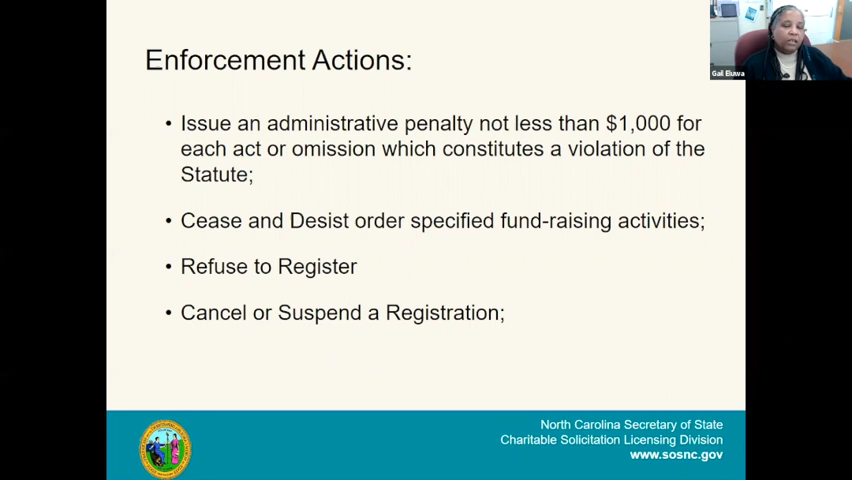 Enforcement Actions:
• Issue an administrative penalty not less than $1,000 for
each act or omission which constitutes a violation of the
Statute;
• Cease and Desist order specified fund-raising activities;
• Refuse to Register
• Cancel or Suspend a Registration;
Gail Eluwa
North Carolina Secretary of State
Charitable Solicitation Licensing Division
www.sosnc.gov